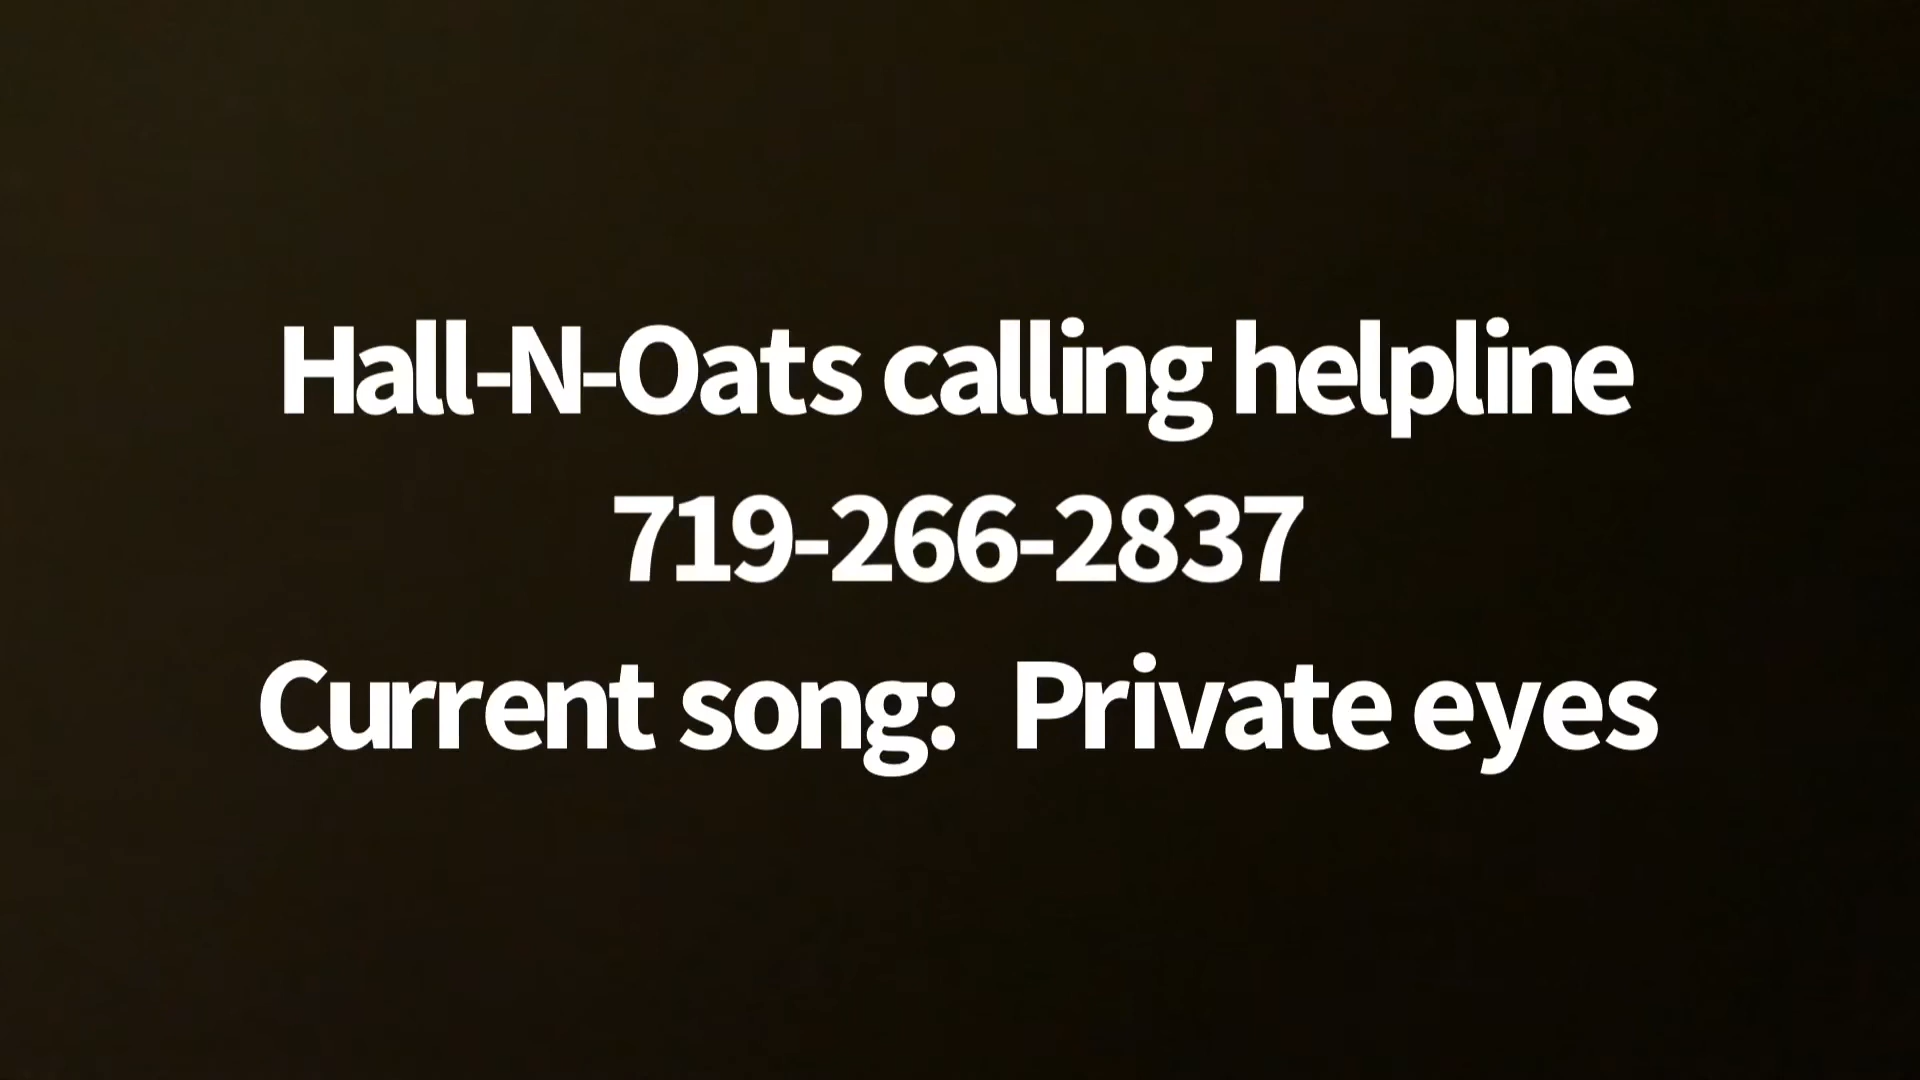 Hall-N-Oats calling helpline
719-266-2837
Current song:  Private eyes